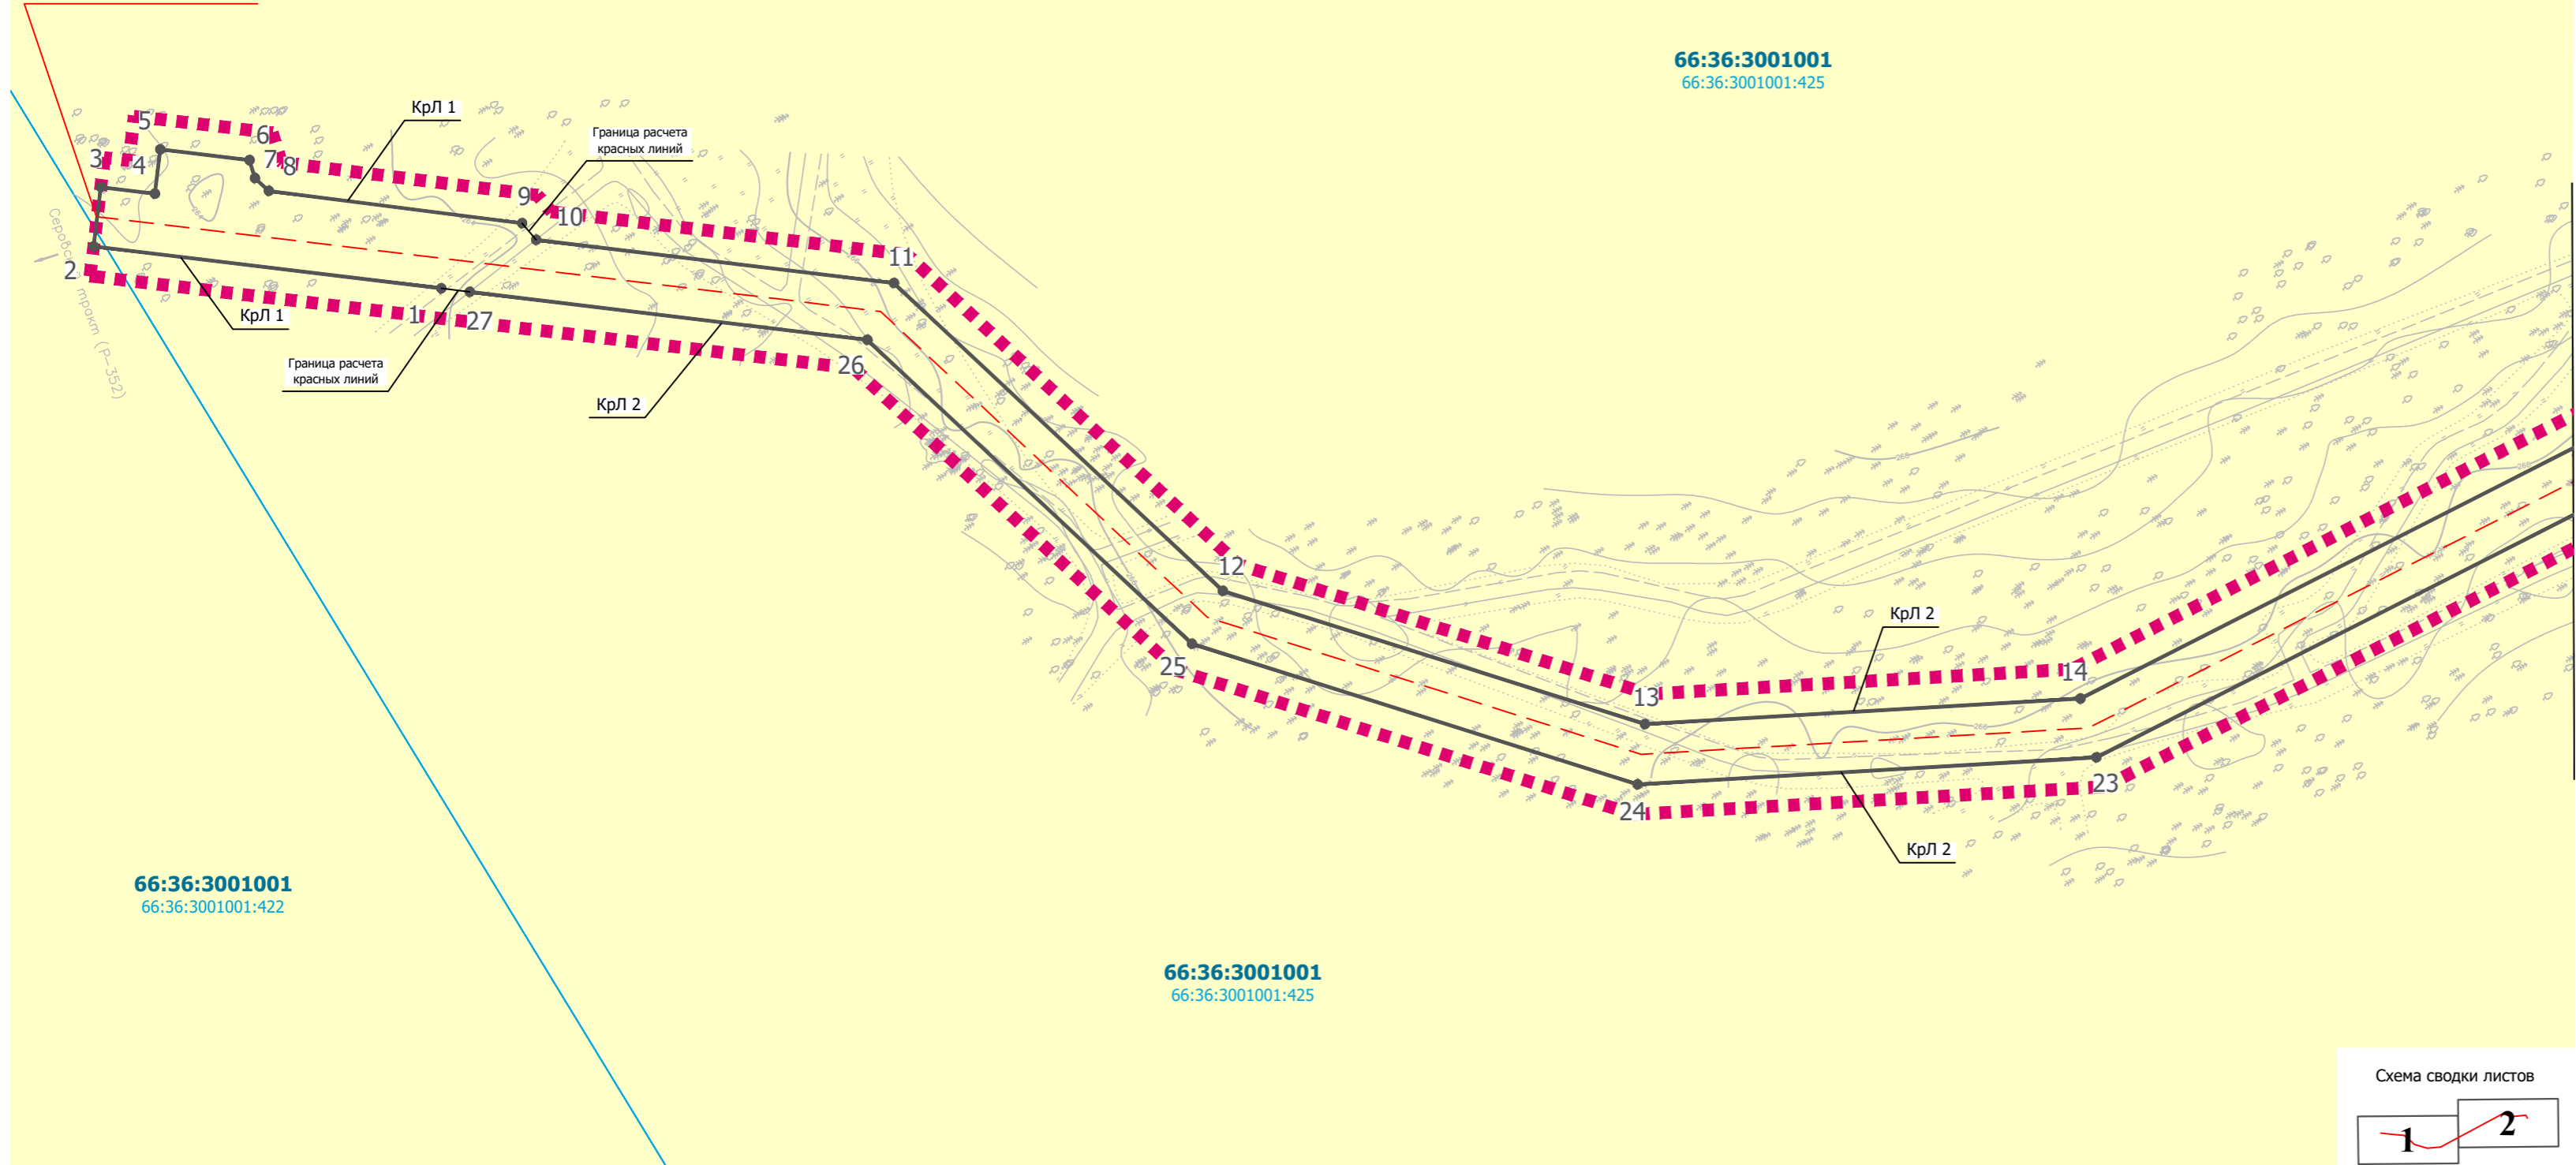 66:36:3001001
66:36:3001001:425
КрЛ 1
Граница расчета
красных линий
5
6
3
4
7
8
9
10
11
2
Серовский тракт (Р-352)
КрЛ 1
1
27
Граница расчета
красных линий
26
КрЛ 2
12
КрЛ 2
25
13
14
24
23
КрЛ 2
66:36:3001001
66:36:3001001:422
66:36:3001001
66:36:3001001:425
Схема сводки листов
1
2